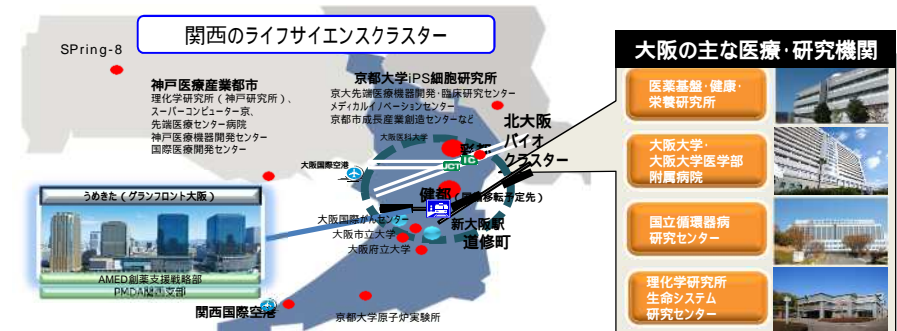 関西のライフサイエンスクラスター
SPring-8
神戸医療産業都市
理化学研究所（神戸研究所）、
スーパーコンピューター京、
先端医療センター病院
神戸医療機器開発センター
国際医療開発センター
京都大学iPS細胞研究所
京大先端医療機器開発・臨床研究センター
メディカルイノベーションセンター
京都市成長産業創造センターなど
大阪医科大学
北大阪
バイオ
クラスター
彩都
IC
JCT
大阪国際空港
健都
新大阪駅
道修町
大阪国際がんセンター
大阪市立大学
大阪府立大学
うめきた（グランフロント大阪）
AMED創薬支援戦略部
PMDA関西支部
関西国際空港
京都大学原子炉実験所
大阪の主な医療・研究機関
医薬基盤・健康・
栄養研究所
大阪大学・
大阪大学医学部
附属病院
国立循環器病
研究センター
理化学研究所
生命システム
研究センター